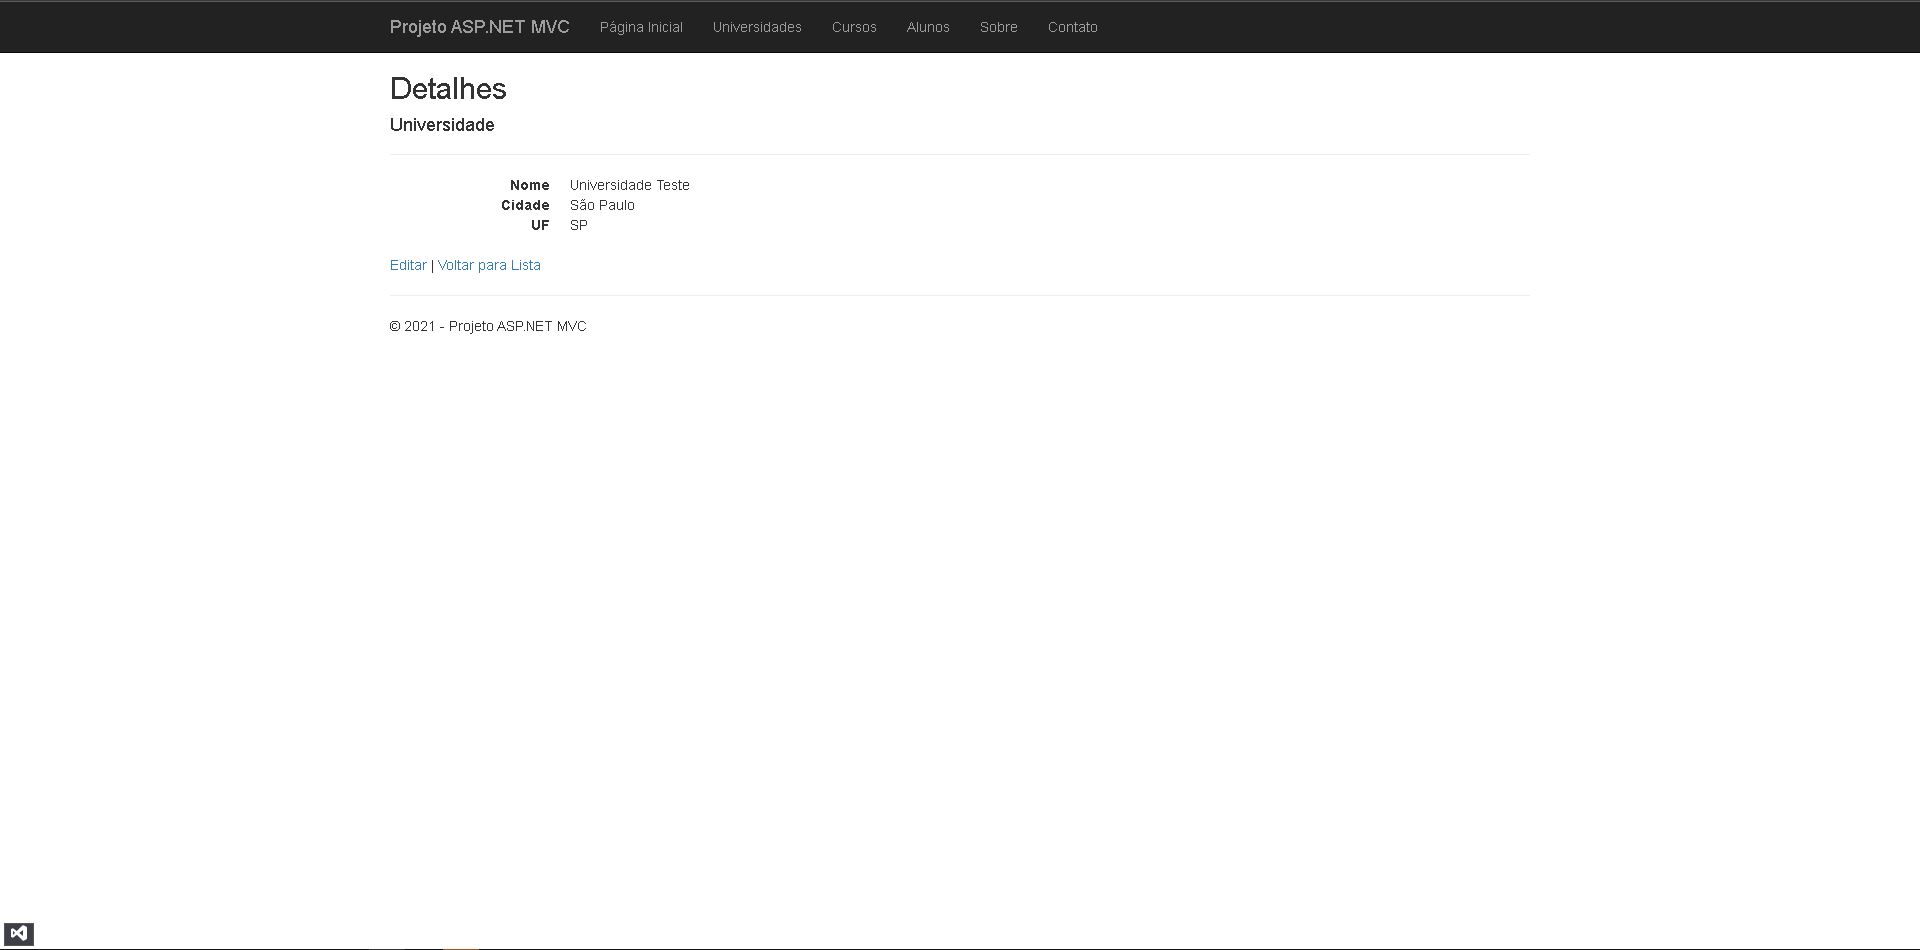 Projeto ASP.NET MVC Página Inicial Universidades Cursos Alunos Sobre Contato
Detalhes
Universidade
Nome Universidade Teste
Cidade São Paulo
UF SP
Editar | Voltar para Lista
© 2021 - Projeto ASP.NET MVC